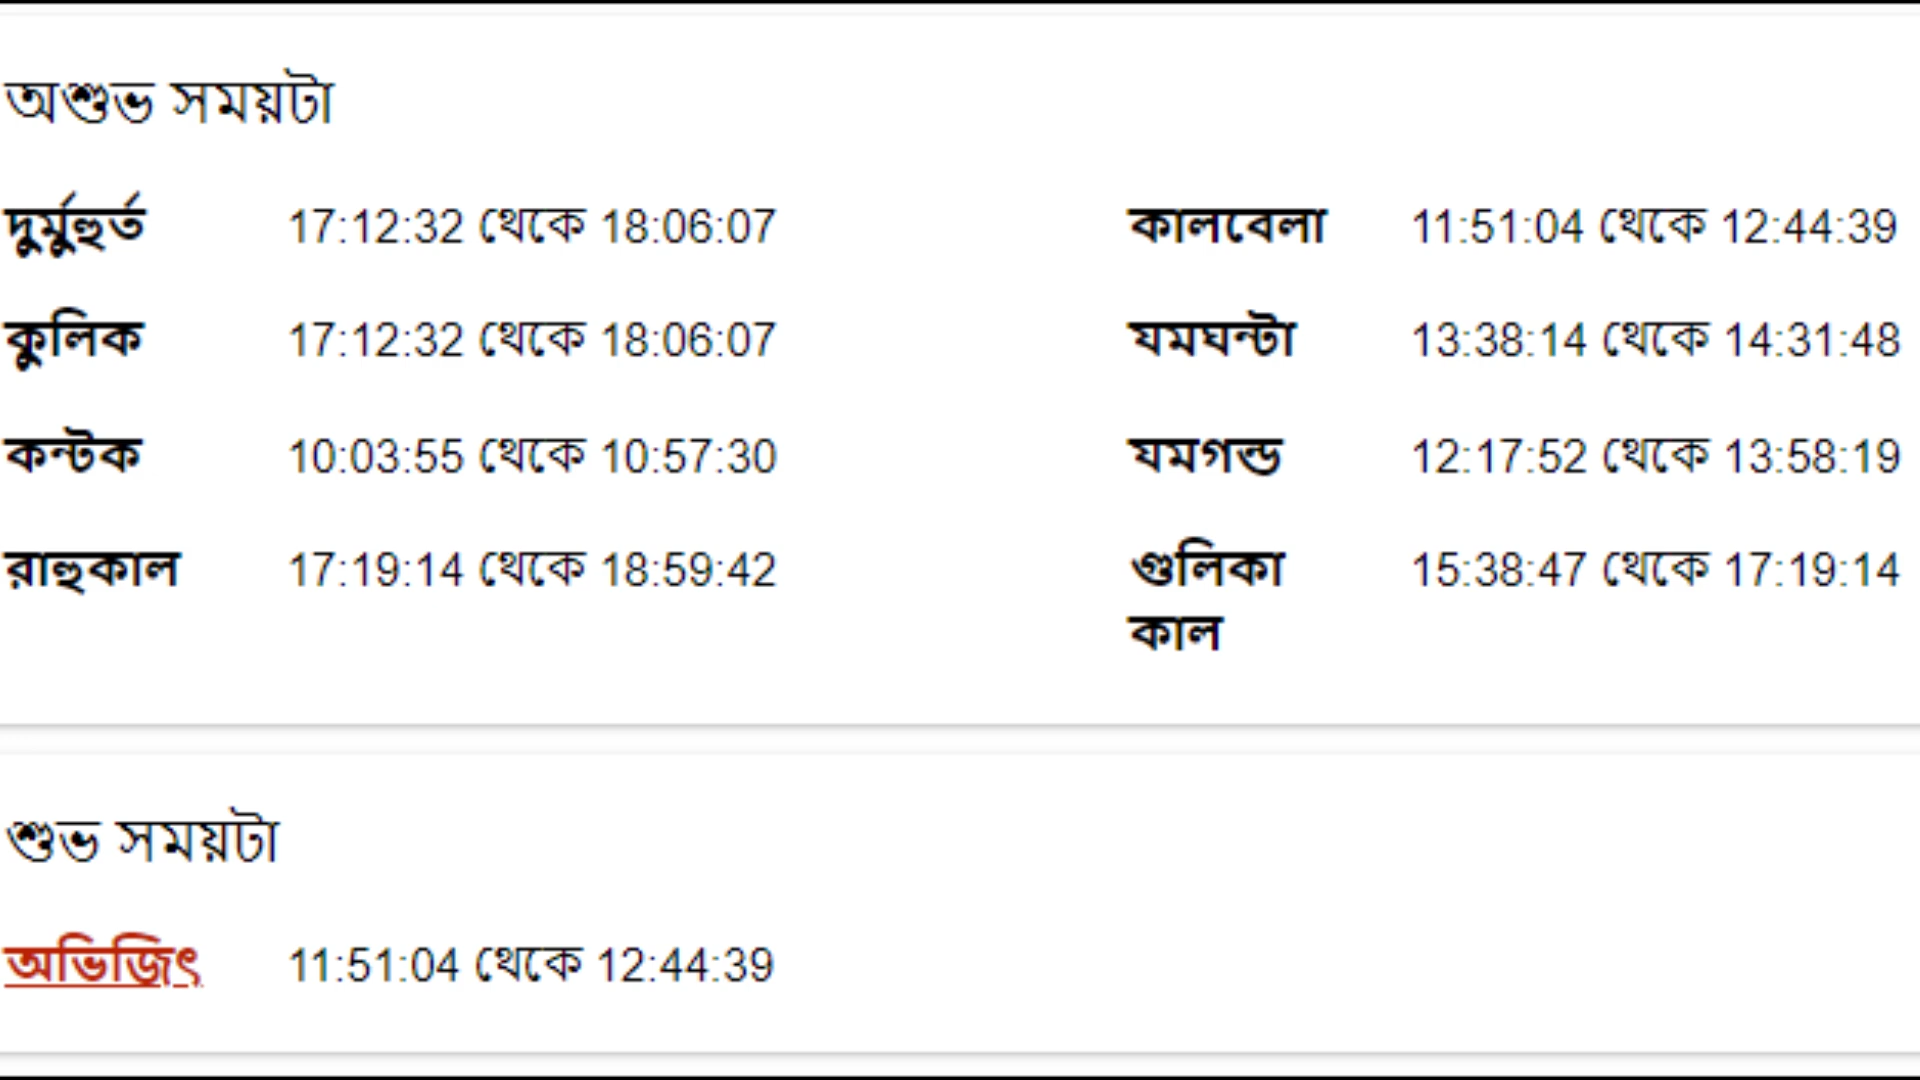 অশুভ সময়টা
দুর্মুহুর্ত 17:12:32 থেকে 18:06:07 কালবেলা 11:51:04 থেকে 12:44:39
কুলিক 17:12:32 থেকে 18:06:07 যমঘন্টা 13:38:14 থেকে 14:31:48
কন্টক 10:03:55 থেকে 10:57:30 যমগন্ড 12:17:52 থেকে 13:58:19
রাহুকাল 17:19:14 থেকে 18:59:42 গুলিকা 15:38:47 থেকে 17:19:14
কাল
শুভ সময়টা
অভিজিৎ 11:51:04 থেকে 12:44:39